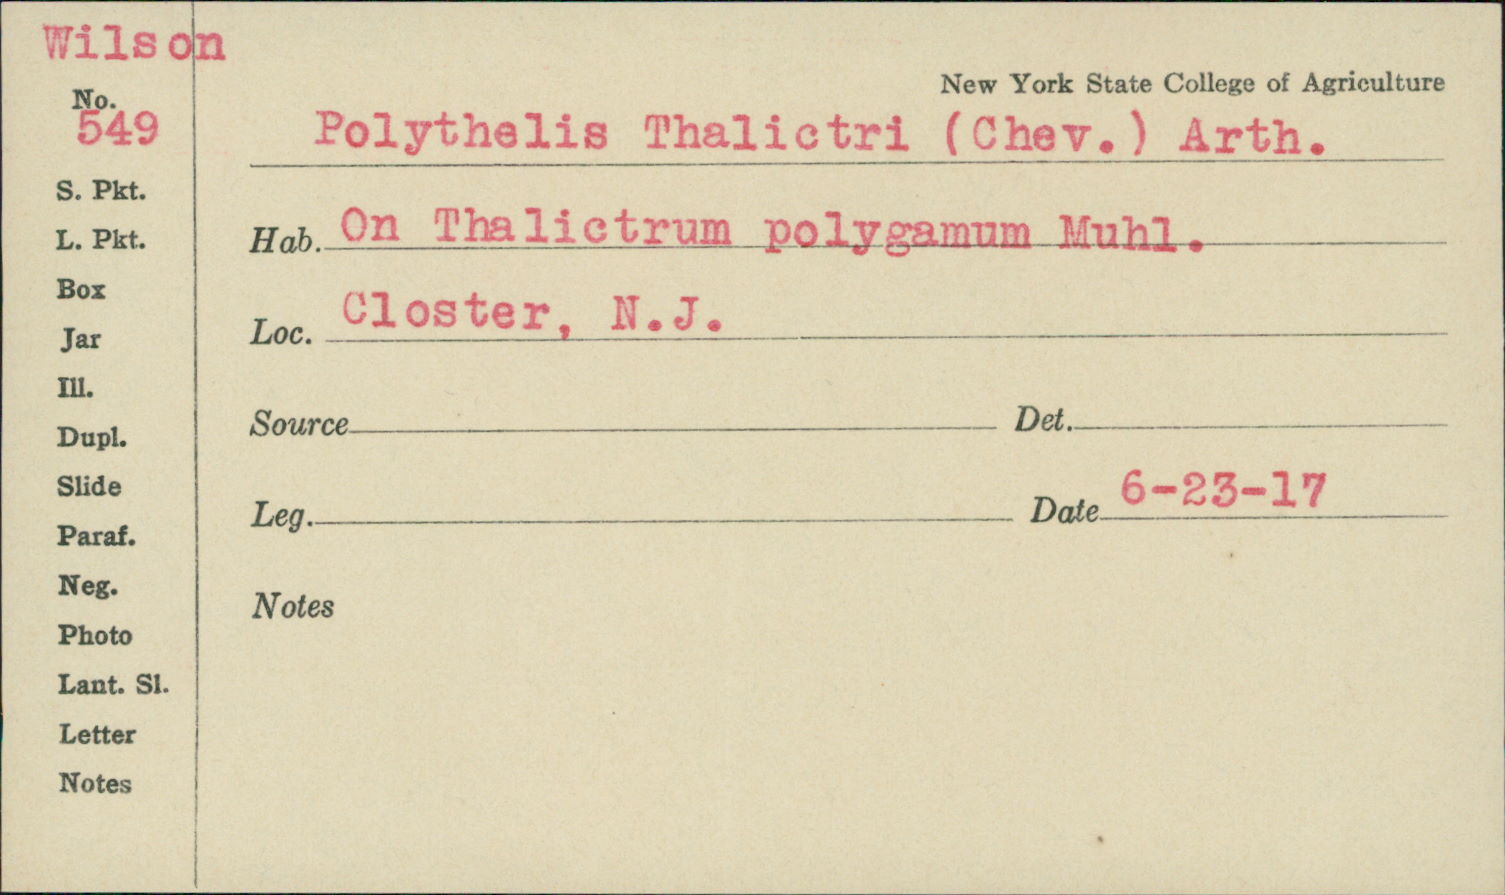 Wilson
New York State College of Agriculture
No.
549
Polythelis Thalictri (Chev.) Arth.
S. Pkt.
L. Pkt.
Hab. On Thalictrum polygamum Muhl.
Box
Jar
Loc. Closter, N.J.
Ill.
Dupl.
Source Det.
Slide
Leg. Date 6-23-17
Paraf.
Neg.
Notes
Photo
Lant. Sl.
Letter
Notes